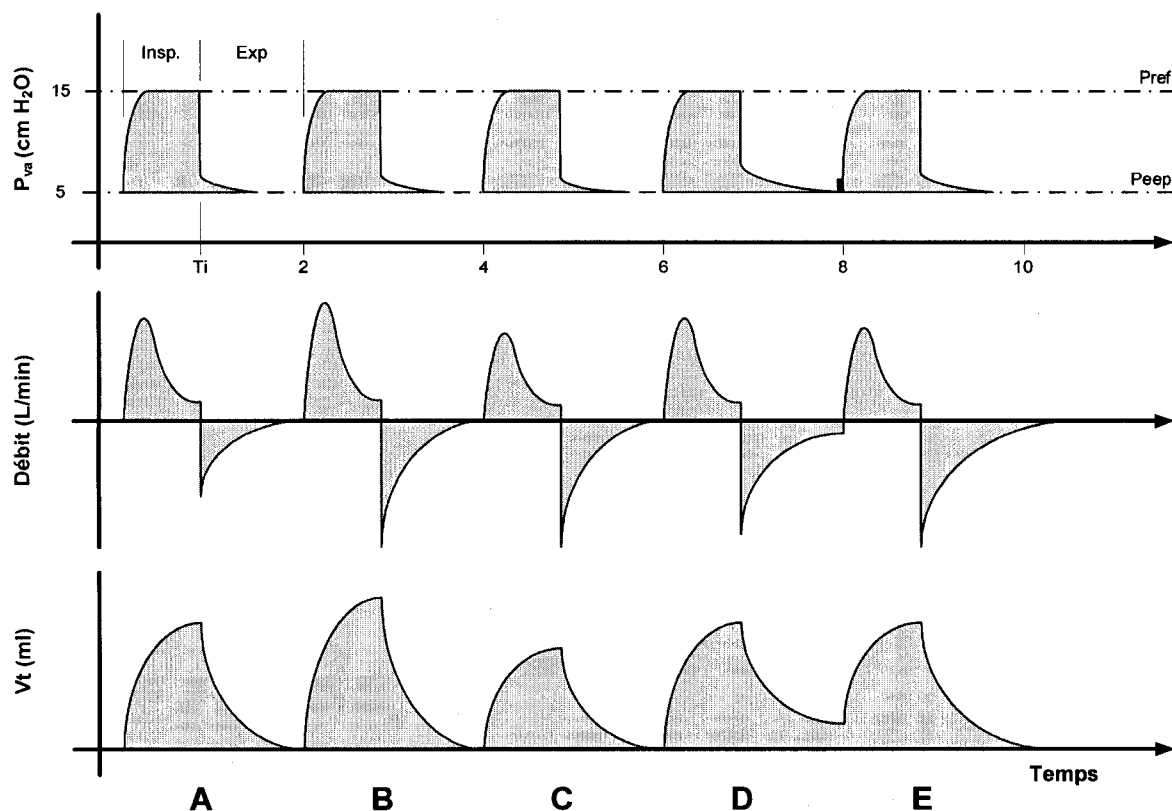 Insp.
Exp
P_va (cm H₂O)
15
Pref
5
Peep
Ti
2
4
6
8
10
Débit (L/min)
Vt (ml)
Temps
A
B
C
D
E